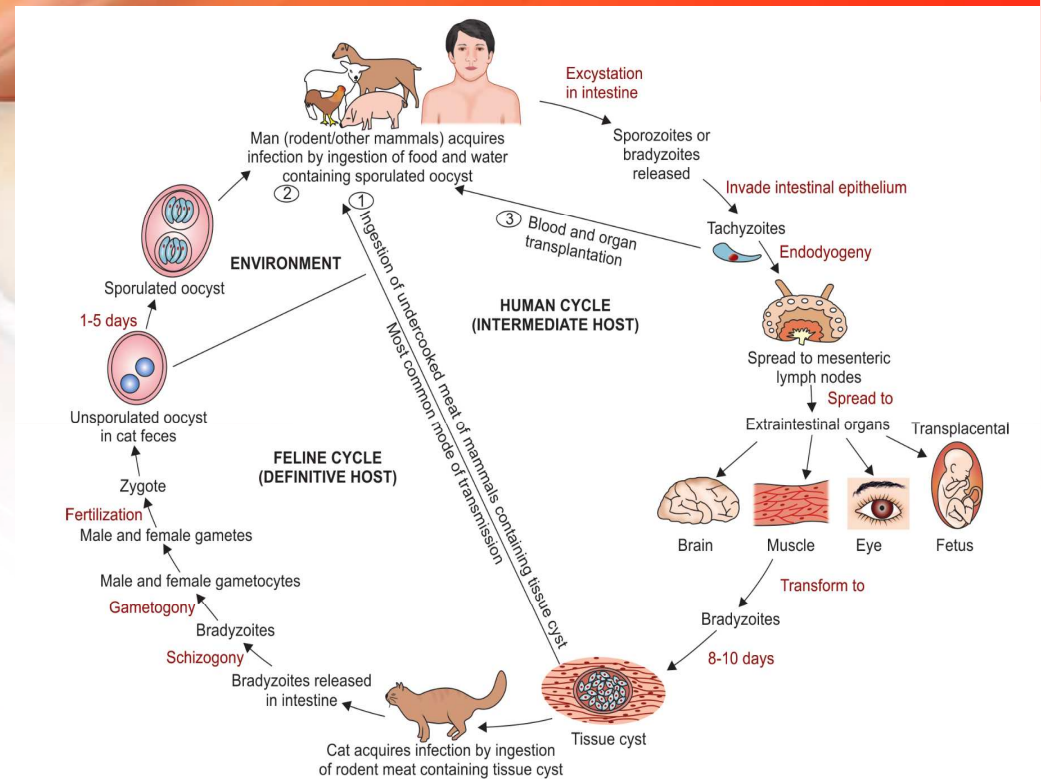 Excystation
in intestine
Man (rodent/other mammals) acquires
infection by ingestion of food and water
containing sporulated oocyst
2
1
Ingestion of undercooked meat of mammals containing tissue cyst
Most common mode of transmission
3 Blood and organ
transplantation
Sporozoites or
bradyzoites
released
Invade intestinal epithelium
Tachyzoites
Endodyogeny
ENVIRONMENT
Sporulated oocyst
1-5 days
HUMAN CYCLE
(INTERMEDIATE HOST)
Spread to mesenteric
lymph nodes
Spread to
Extraintestinal organs
Transplacental
Unsporulated oocyst
in cat feces
FELINE CYCLE
(DEFINITIVE HOST)
Zygote
Fertilization
Male and female gametes
Brain
Muscle
Eye
Fetus
Male and female gametocytes
Gametogony
Transform to
Bradyzoites
Bradyzoites
Schizogony
8-10 days
Bradyzoites released
in intestine
Tissue cyst
Cat acquires infection by ingestion
of rodent meat containing tissue cyst